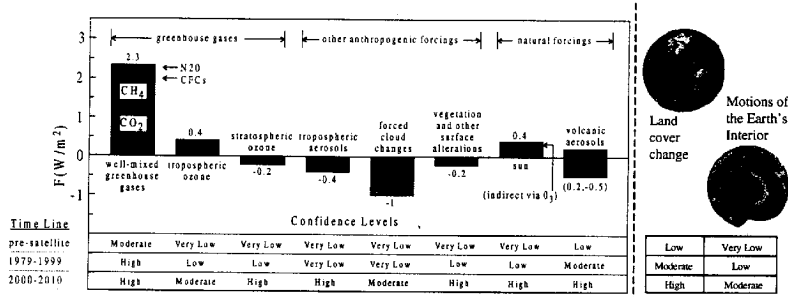 greenhouse gases other anthropogenic forcings natural forcings
3
2
1
0
-1
F(W/m²)
2.3
N20
CFCs
CH₄
CO₂
well-mixed
greenhouse
gases
0.4
tropospheric
ozone
stratospheric
ozone
-0.2
tropospheric
aerosols
-0.4
forced
cloud
changes
-1
vegetation
and other
surface
alterations
-0.2
0.4
sun
(indirect via 0₃)
volcanic
aerosols
(0.2,-0.5)
Land
cover
change
Motions of
the Earth's
Interior
Time Line Confidence Levels
pre-satellite Moderate Very Low Very Low Very Low Very Low Very Low Very Low Low Low Very Low
1979-1999 High Low Low Very Low Very Low Low Low Moderate Moderate Low
2000-2010 High Moderate High High Moderate High High High High Moderate